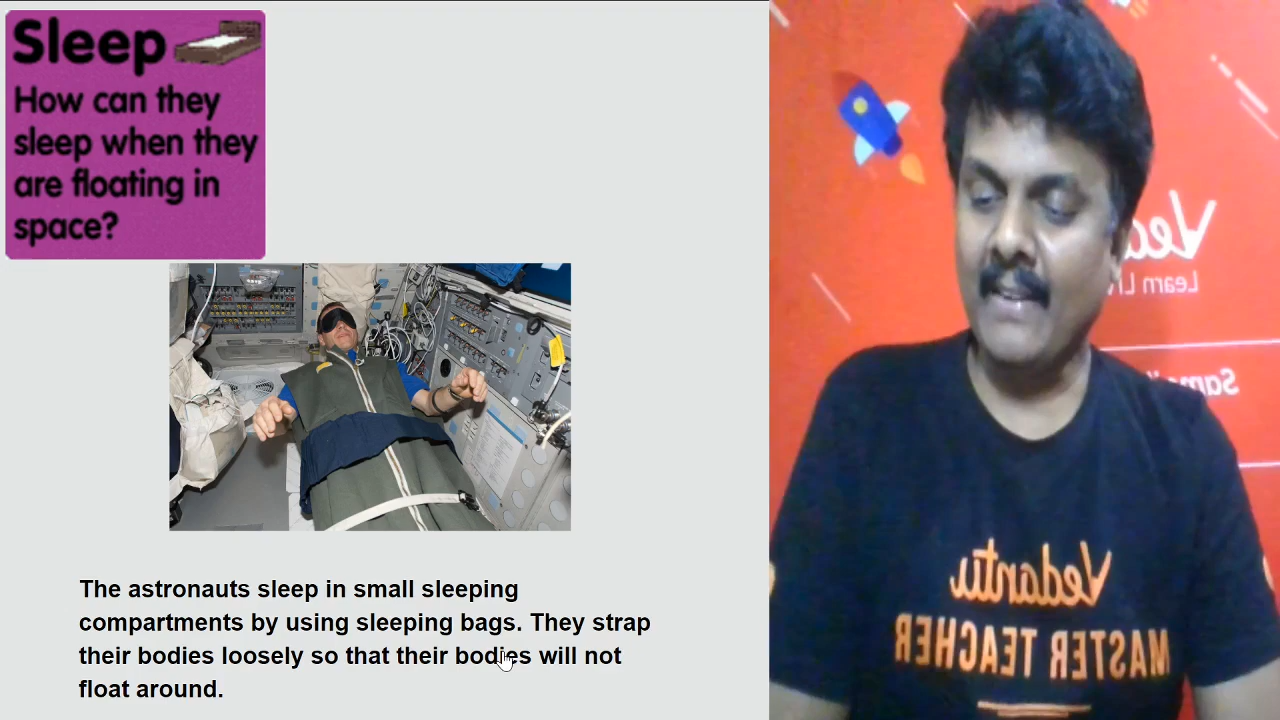 Sleep
How can they
sleep when they
are floating in
space?
The astronauts sleep in small sleeping
compartments by using sleeping bags. They strap
their bodies loosely so that their bodies will not
float around.
Learn
Vedantu
MASTER TEACHER